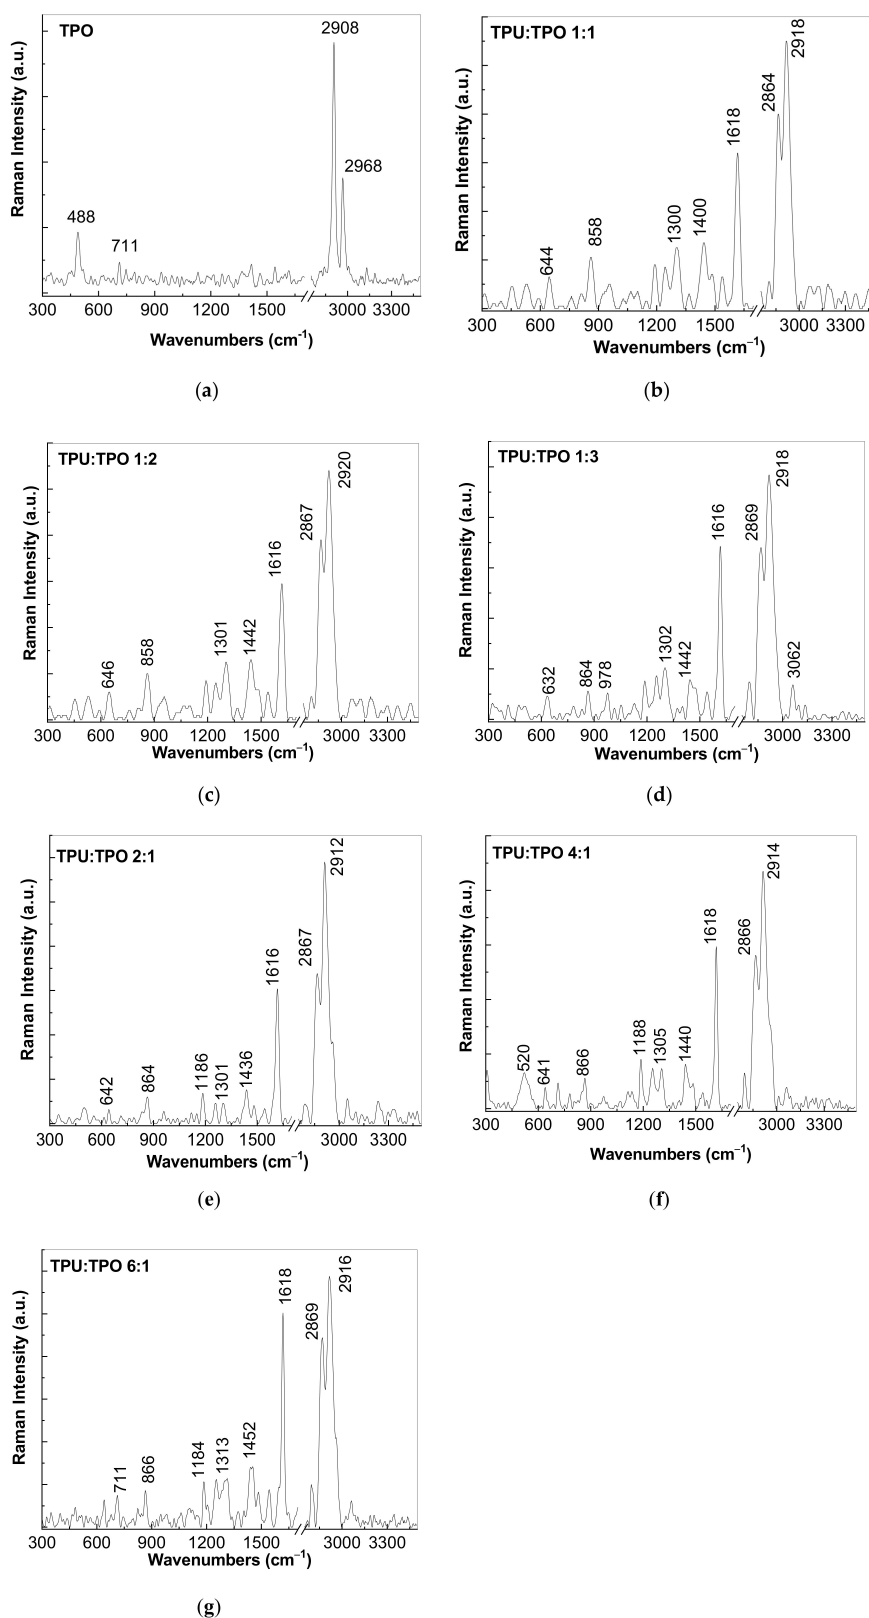 TPO
2908
2968
488
711
Raman Intensity (a.u.)
300 600 900 1200 1500 3000 3300
Wavenumbers (cm⁻¹)
(a)
TPU:TPO 1:1
2918
2864
1618
1400
1300
858
644
Raman Intensity (a.u.)
300 600 900 1200 1500 3000 3300
Wavenumbers (cm⁻¹)
(b)
TPU:TPO 1:2
2920
2867
1616
1442
1301
858
646
Raman Intensity (a.u.)
300 600 900 1200 1500 3000 3300
Wavenumbers (cm⁻¹)
(c)
TPU:TPO 1:3
2918
2869
1616
3062
1302
1442
978
864
632
Raman Intensity (a.u.)
300 600 900 1200 1500 3000 3300
Wavenumbers (cm⁻¹)
(d)
TPU:TPO 2:1
2912
2867
1616
1436
1301
1186
864
642
Raman Intensity (a.u.)
300 600 900 1200 1500 3000 3300
Wavenumbers (cm⁻¹)
(e)
TPU:TPO 4:1
2914
2866
1618
1188
1305
1440
520
641
866
Raman Intensity (a.u.)
300 600 900 1200 1500 3000 3300
Wavenumbers (cm⁻¹)
(f)
TPU:TPO 6:1
2916
1618
2869
1452
1313
1184
866
711
Raman Intensity (a.u.)
300 600 900 1200 1500 3000 3300
Wavenumbers (cm⁻¹)
(g)